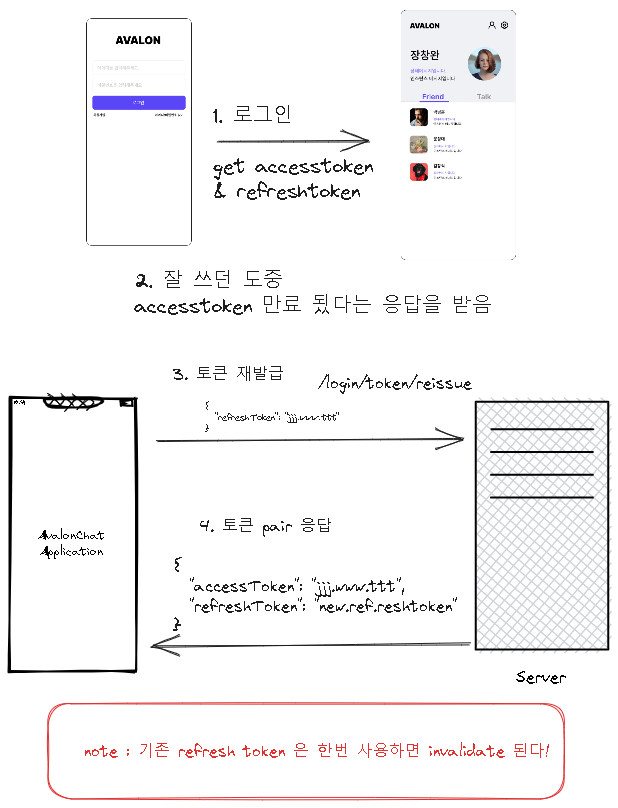 AVALON
로그인
AVALON
장창완
Friend
Talk
1. 로그인
get accesstoken
& refreshtoken
2. 잘 쓰던 도중
accesstoken 만료 됐다는 응답을 받음
3. 토큰 재발급
/login/token/reissue
{
"refreshToken": "jjj.www.ttt"
}
4. 토큰 pair 응답
{
"accessToken": "jjj.www.ttt",
"refreshToken": "new.ref.reshtoken"
}
AvalonChat
Application
Server
note : 기존 refresh token 은 한번 사용하면 invalidate 된다!